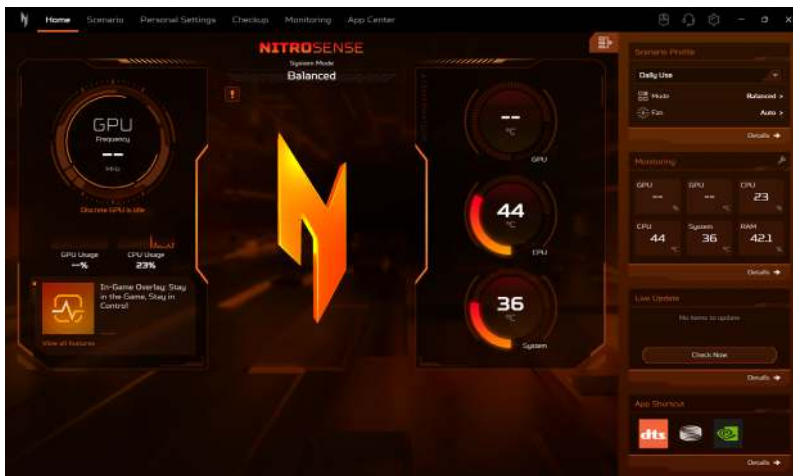 Home Scenario Personal Settings Checkup Monitoring App Center
NITROSENSE
System Mode
Balanced
GPU
Frequency
--
MHz
Discrete GPU is idle
GPU Usage
--%
CPU Usage
23%
In-Game Overlay: Stay
in the Game, Stay in
Control
View all features
--
°C
GPU
44
°C
CPU
36
°C
System
Scenario Profile
Daily Use
Mode Balanced >
Fan Auto >
Details
Monitoring
GPU
--
%
GPU
--
°C
CPU
23
%
CPU
44
°C
System
36
°C
RAM
42.1
%
Details
Live Update
No items to update
Check Now
Details
App Shortcut
dts
Details